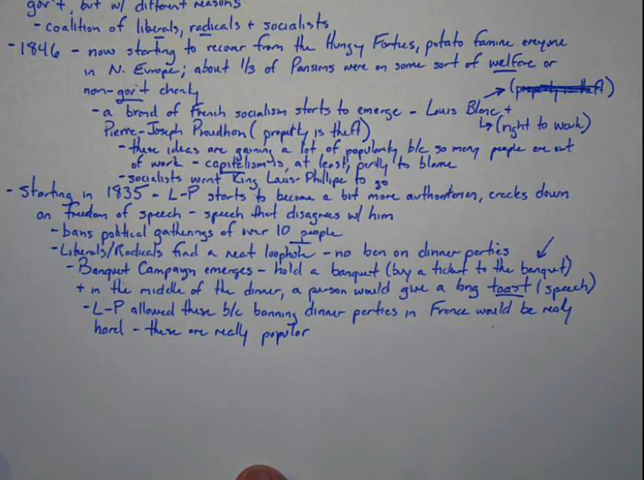 gov't, but w/ different reasons
- coalition of liberals, radicals + socialists
- 1846 - now starting to recover from the Hungry Forties, potato famine everyone
in N. Europe; about 1/3 of Parisians were on some sort of welfare or
non-gov't charity
(property is theft)
- a brand of French socialism starts to emerge - Louis Blanc +
↳ (right to work)
Pierre-Joseph Proudhon (property is theft)
- these ideas are gaining a lot of popularity b/c so many people are out
of work - capitalism is, at least, partly to blame
- socialists want King Louis-Phillipe to go
- Starting in 1835 - L-P starts to become a bit more authoritarian, cracks down
on freedom of speech - speech that disagrees w/ him
- bans political gatherings of over 10 people
- Liberals/Radicals find a neat loophole - no ban on dinner parties
- Banquet Campaign emerges - hold a banquet (buy a ticket to the banquet)
+ in the middle of the dinner, a person would give a long toast (speech)
- L-P allowed these b/c banning dinner parties in France would be really
hard - these are really popular